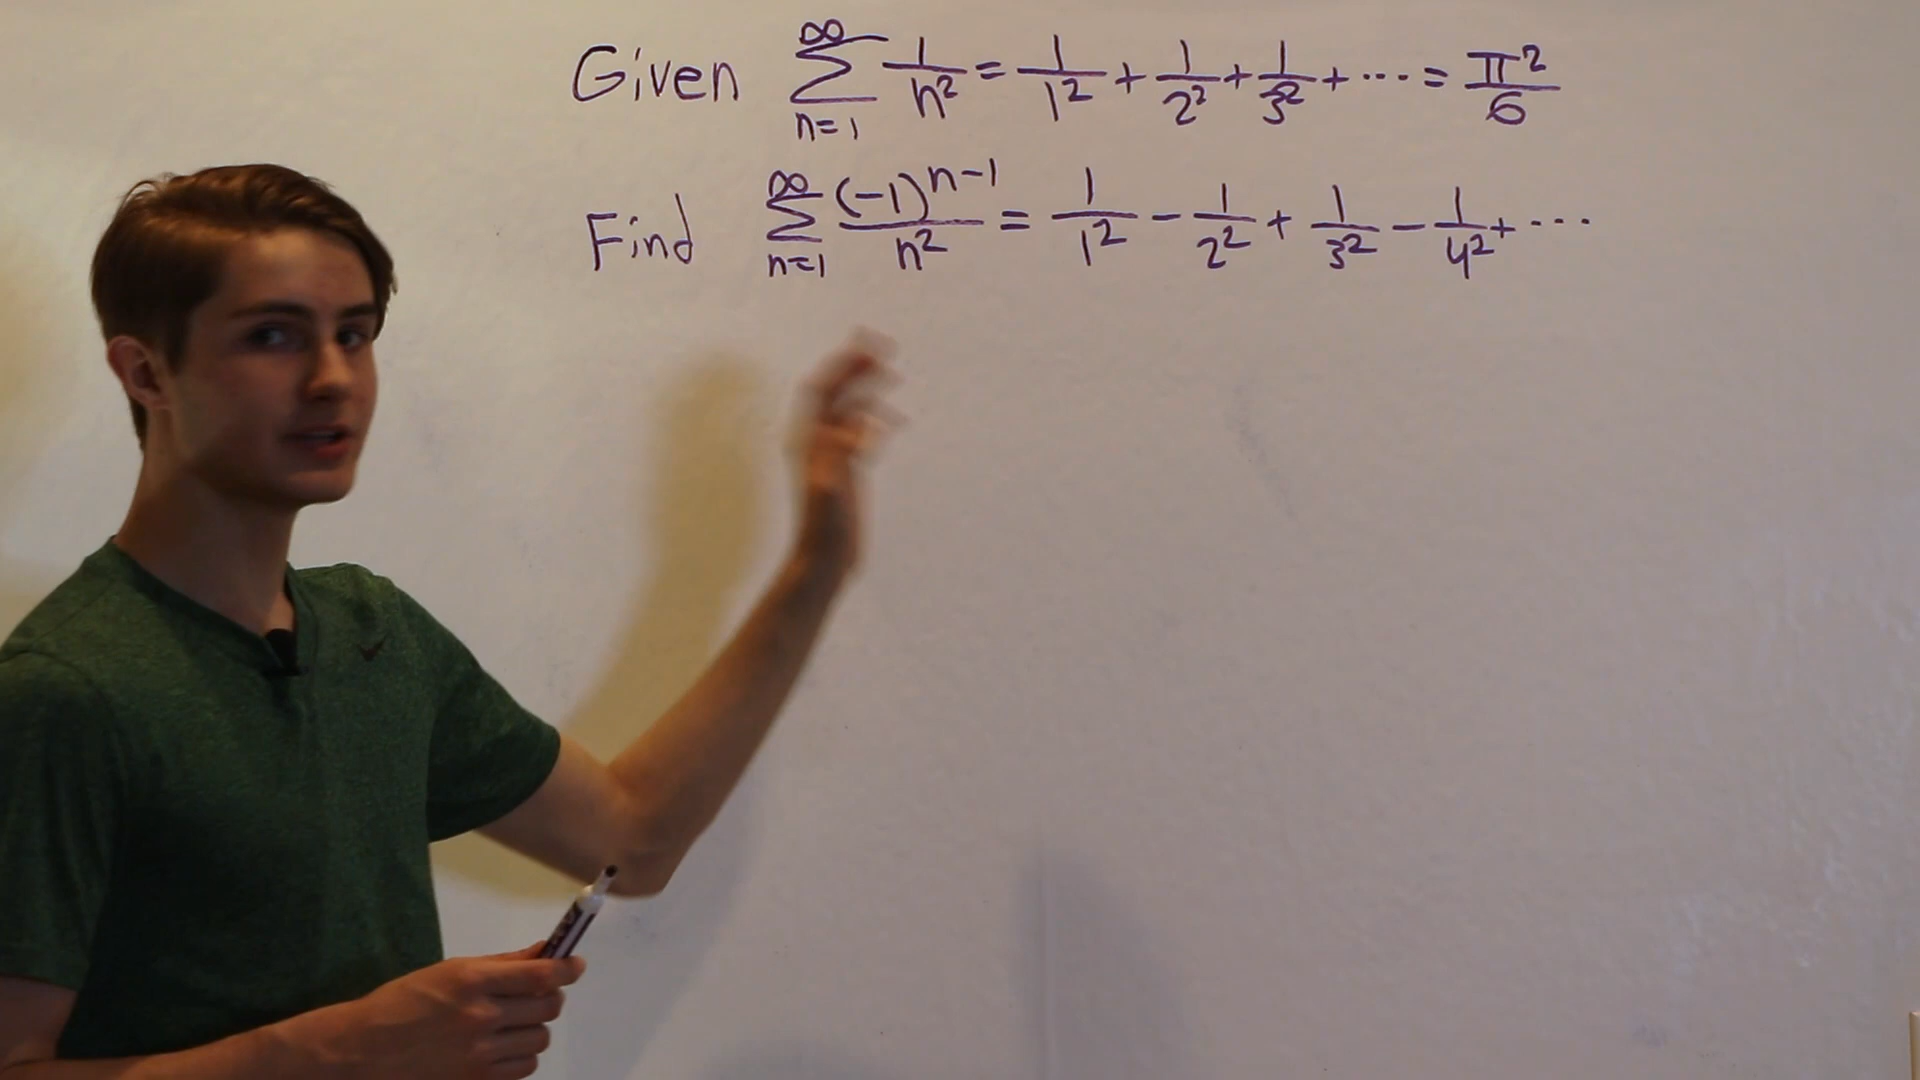 Given ∑_{n=1}^{∞} 1/n² = 1/1² + 1/2² + 1/3² + ⋯ = π²/6
Find ∑_{n=1}^{∞} (-1)^{n-1}/n² = 1/1² - 1/2² + 1/3² - 1/4² + ⋯